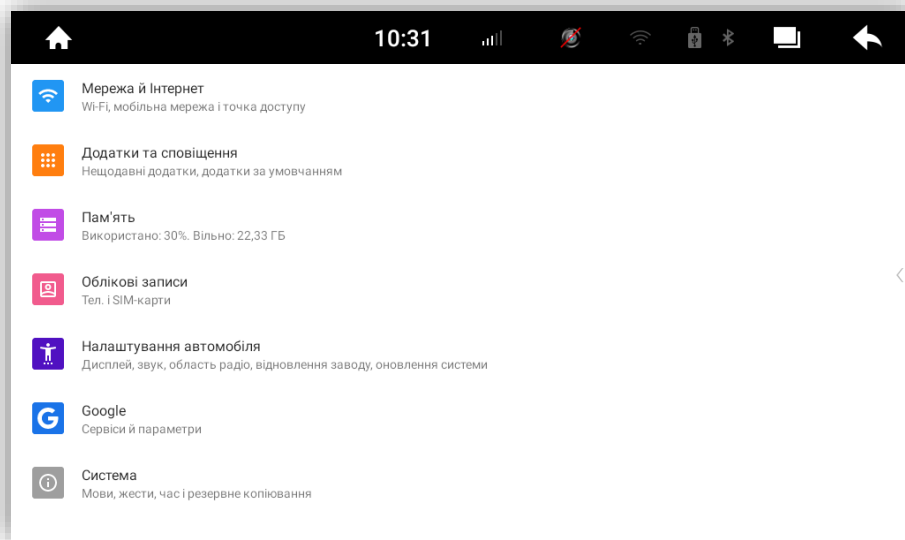 10:31
Мережа й Інтернет
Wi-Fi, мобільна мережа і точка доступу
Додатки та сповіщення
Нещодавні додатки, додатки за умовчанням
Пам'ять
Використано: 30%. Вільно: 22,33 ГБ
Облікові записи
Тел. і SIM-карти
Налаштування автомобіля
Дисплей, звук, область радіо, відновлення заводу, оновлення системи
Google
Сервіси й параметри
Система
Мови, жести, час і резервне копіювання